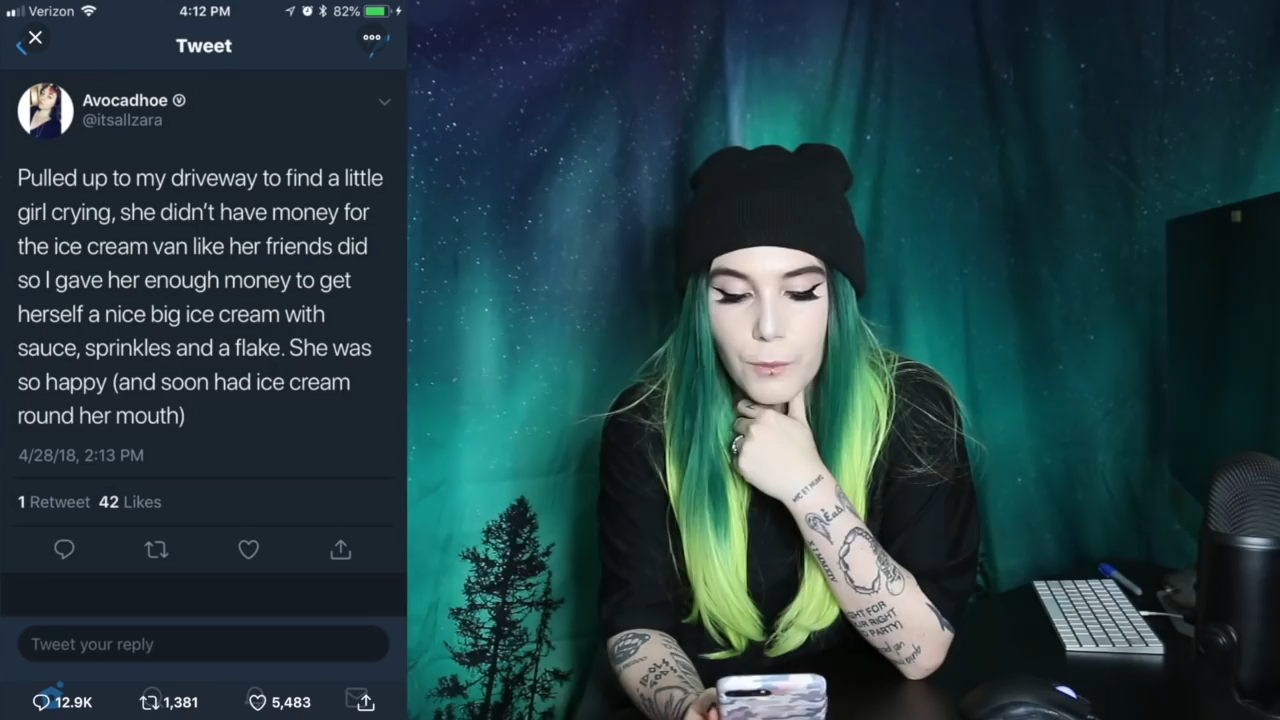 Verizon 4:12 PM 82%
Tweet
Avocadhoe
@itsallzara
Pulled up to my driveway to find a little
girl crying, she didn't have money for
the ice cream van like her friends did
so I gave her enough money to get
herself a nice big ice cream with
sauce, sprinkles and a flake. She was
so happy (and soon had ice cream
round her mouth)
4/28/18, 2:13 PM
1 Retweet 42 Likes
Tweet your reply
12.9K 1,381 5,483